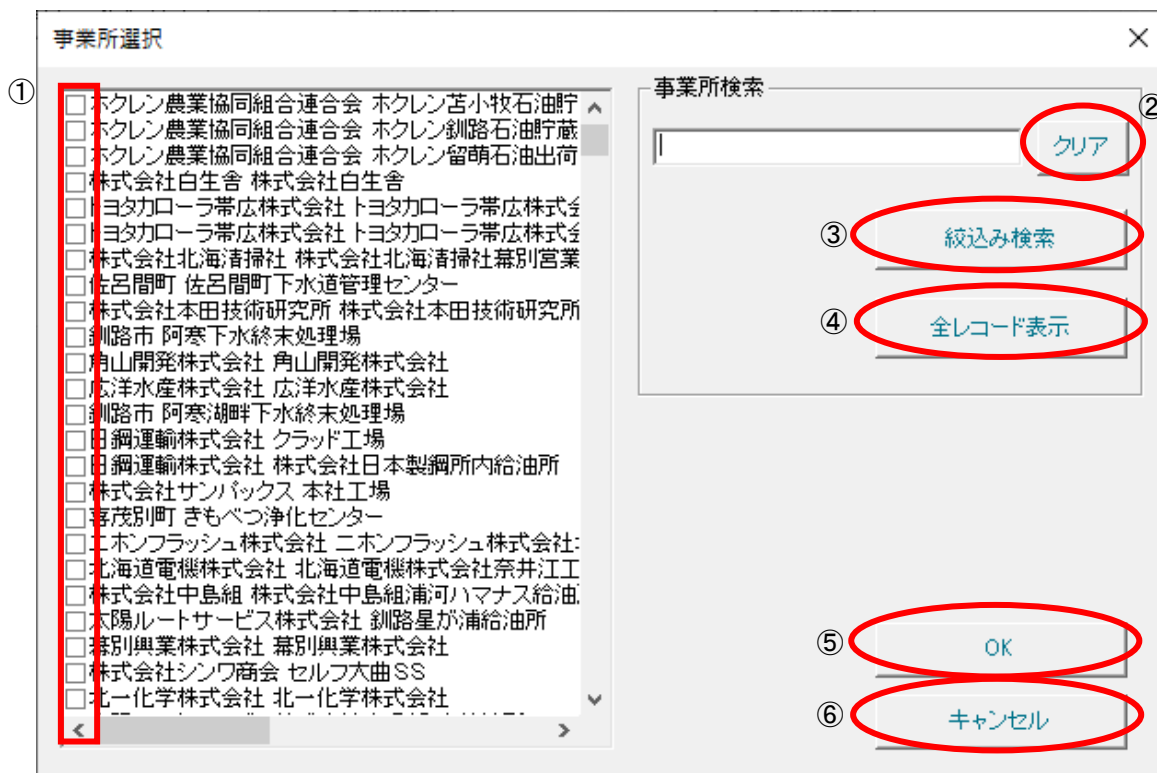 事業所選択
①
ホクレン農業協同組合連合会 ホクレン苫小牧石油貯
ホクレン農業協同組合連合会 ホクレン釧路石油貯蔵
ホクレン農業協同組合連合会 ホクレン留萌石油出荷
株式会社白生舎 株式会社白生舎
トヨタカローラ帯広株式会社 トヨタカローラ帯広株式会
トヨタカローラ帯広株式会社 トヨタカローラ帯広株式会
株式会社北海清掃社 株式会社北海清掃社幕別営業
佐呂間町 佐呂間町下水道管理センター
株式会社本田技術研究所 株式会社本田技術研究所
釧路市 阿寒下水終末処理場
角山開発株式会社 角山開発株式会社
広洋水産株式会社 広洋水産株式会社
釧路市 阿寒湖畔下水終末処理場
日鋼運輸株式会社 クラッド工場
日鋼運輸株式会社 株式会社日本製鋼所内給油所
株式会社サンパックス 本社工場
喜茂別町 きもべつ浄化センター
ニホンフラッシュ株式会社 ニホンフラッシュ株式会社
北海道電機株式会社 北海道電機株式会社奈井江工
株式会社中島組 株式会社中島組浦河ハマナス給油
太陽ルートサービス株式会社 釧路星が浦給油所
幕別興業株式会社 幕別興業株式会社
株式会社シンワ商会 セルフ大曲SS
北一化学株式会社 北一化学株式会社
事業所検索
②
クリア
③
絞込み検索
④
全レコード表示
⑤
OK
⑥
キャンセル